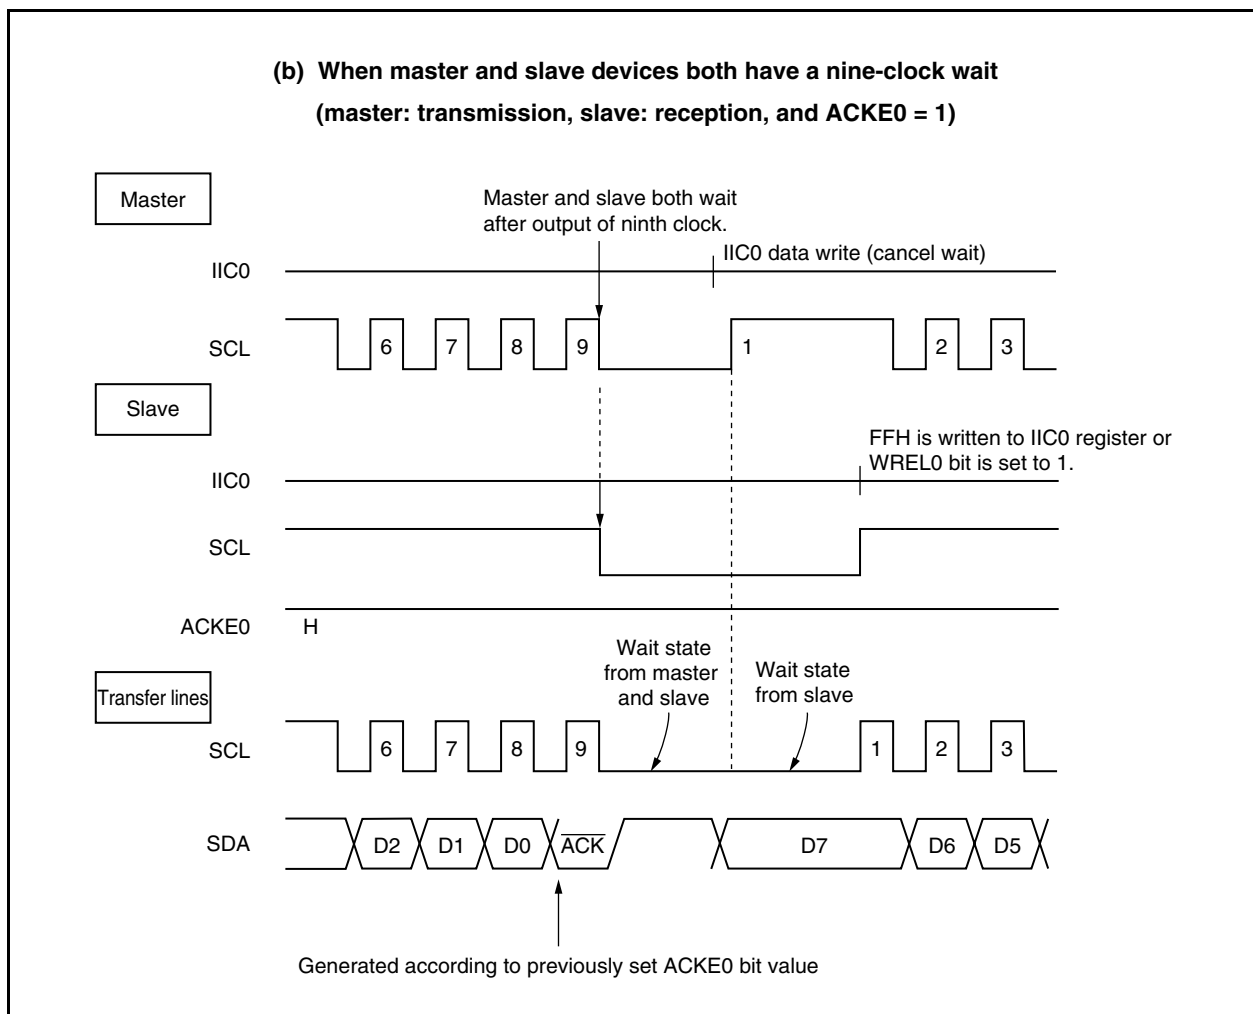 (b) When master and slave devices both have a nine-clock wait
(master: transmission, slave: reception, and ACKE0 = 1)
Master
Master and slave both wait
after output of ninth clock.
IIC0
IIC0 data write (cancel wait)
SCL
6 7 8 9 1 2 3
Slave
FFH is written to IIC0 register or
WREL0 bit is set to 1.
IIC0
SCL
ACKE0 H
Wait state
from master
and slave
Wait state
from slave
Transfer lines
SCL
6 7 8 9 1 2 3
SDA
D2 D1 D0 ACK D7 D6 D5
Generated according to previously set ACKE0 bit value